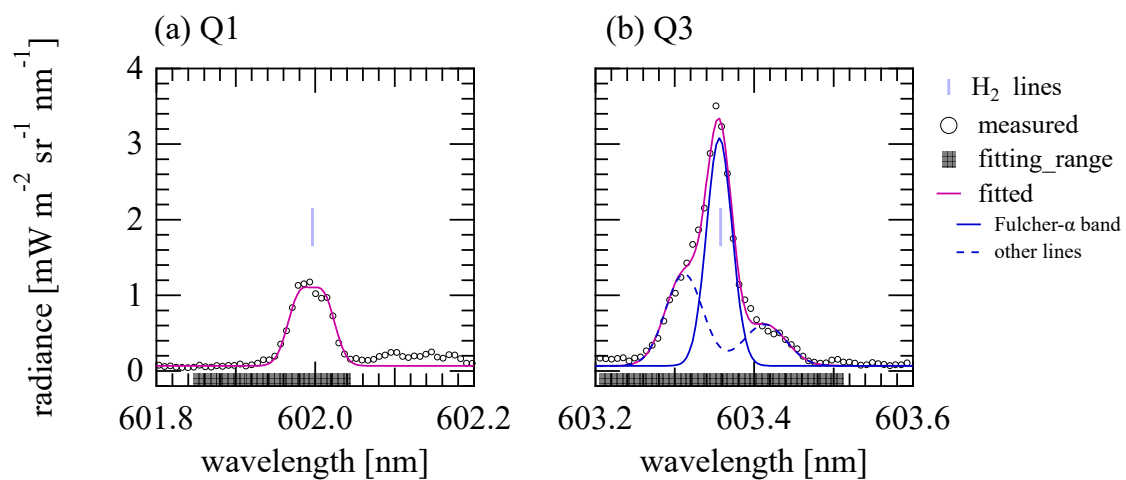 (a) Q1
(b) Q3
radiance [mW m⁻² sr⁻¹ nm⁻¹]
4
3
2
1
0
601.8
602.0
602.2
wavelength [nm]
603.2
603.4
603.6
wavelength [nm]
H₂ lines
measured
fitting_range
fitted
Fulcher-α band
other lines